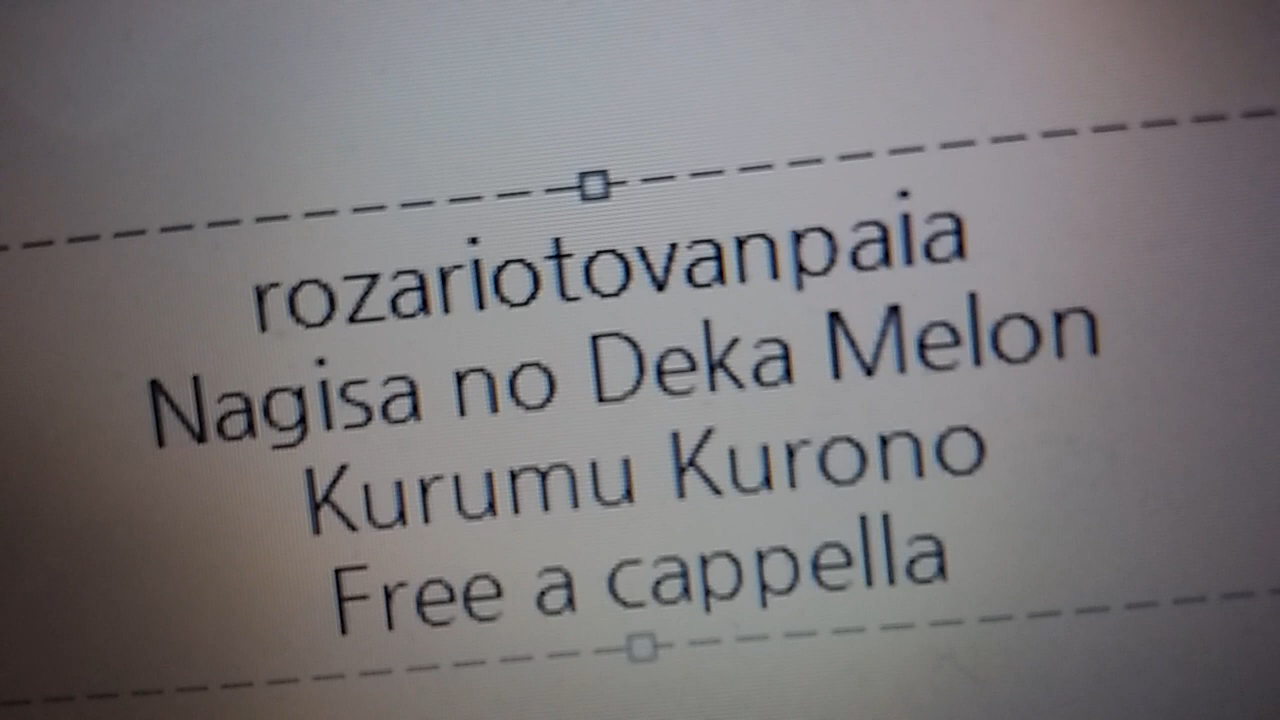 rozariotovanpaia
Nagisa no Deka Melon
Kurumu Kurono
Free a cappella